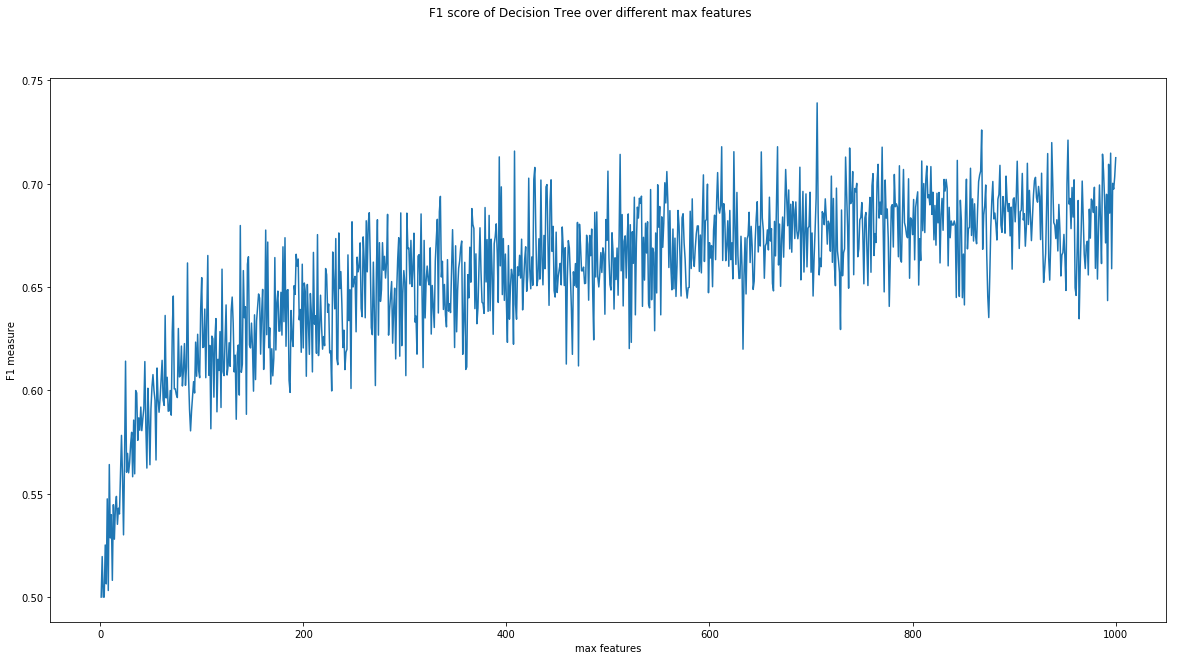 F1 score of Decision Tree over different max features
0.75
0.70
0.65
0.60
0.55
0.50
F1 measure
0 200 400 600 800 1000
max features